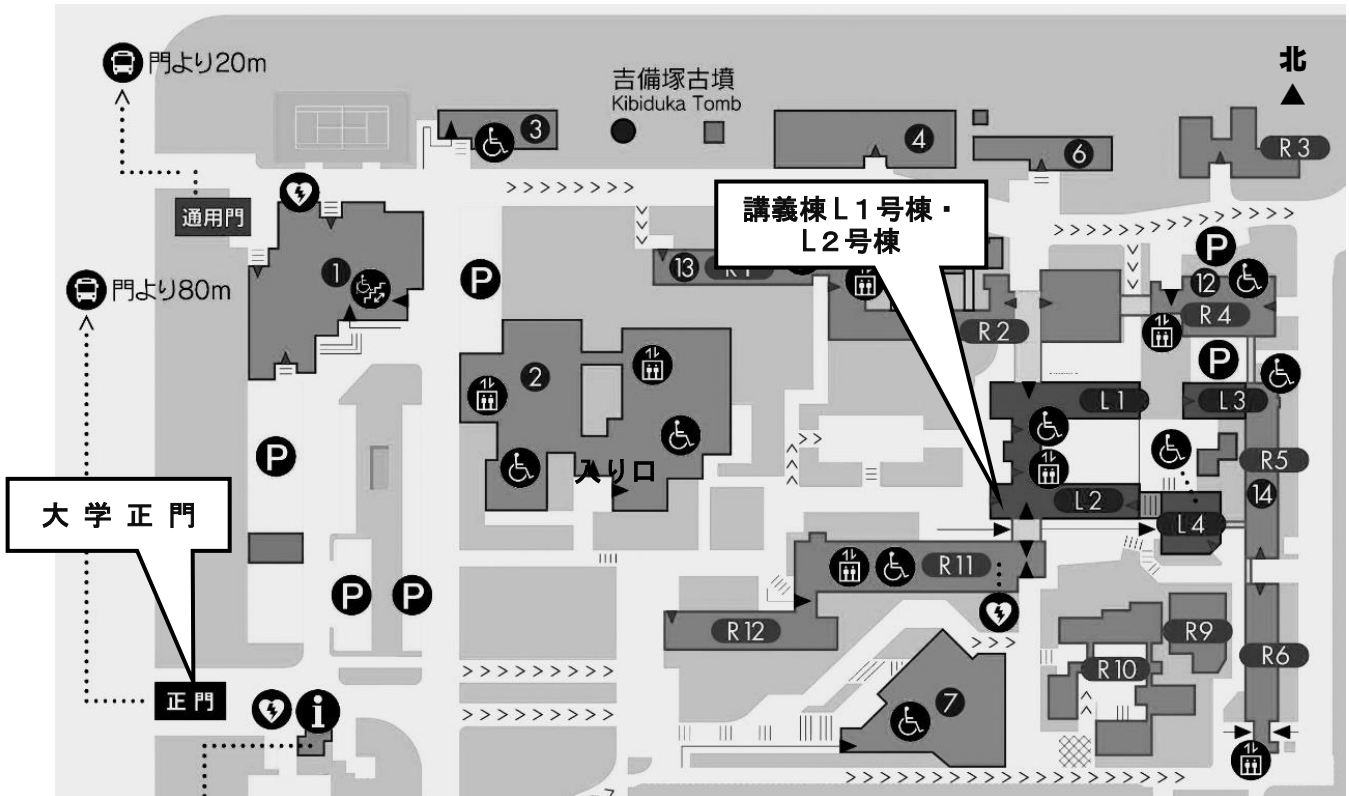 門より20m
吉備塚古墳
Kibiduka Tomb
北
3
4
6
R3
通用門
講義棟L1号棟・
L2号棟
P
1
門より80m
P
13
12
R4
R2
P
2
L1
L3
P
入り口
R5
14
大学正門
L2
L4
R11
P
P
R12
R9
R10
R6
正門
i
7